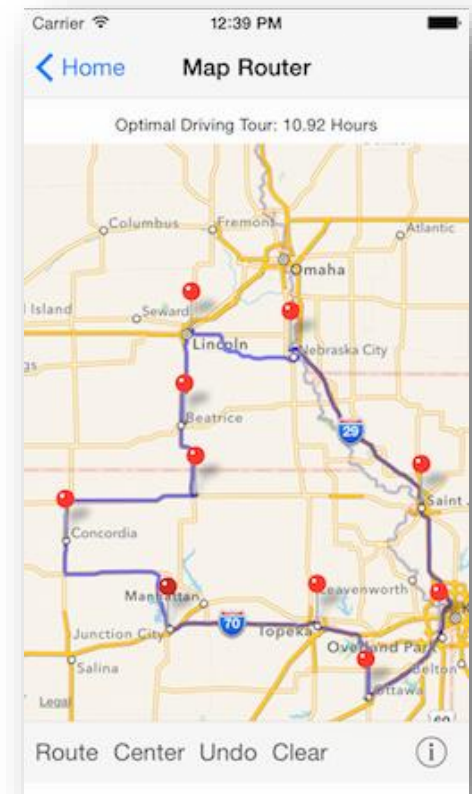 Carrier 12:39 PM
Home Map Router
Optimal Driving Tour: 10.92 Hours
Columbus Fremont Atlantic
Omaha
Island Seward
Lincoln Nebraska City
Beatrice 29
Saint
Concordia
Manhattan Leavenworth
Junction City 70 Topeka Overland Park
Salina Belton
Legal Ottawa
Route Center Undo Clear